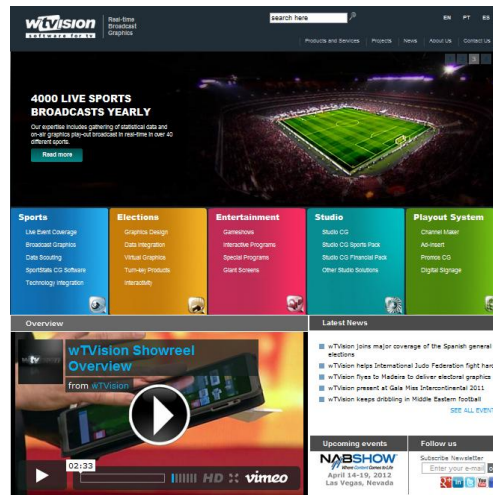 wTVision
software for tv
Real-time
Broadcast
Graphics
search here
EN PT ES
Products and Services Projects News About Us Contact Us
3
4000 LIVE SPORTS
BROADCASTS YEARLY
Our expertise includes gathering of statistical data and
on-air graphics play-out broadcast in real-time in over 40
different sports.
Read more
Sports
Live Event Coverage
Broadcast Graphics
Data Scouting
SportStats CG Software
Technology Integration
Elections
Graphics Design
Data Integration
Virtual Graphics
Turn-key Products
Interactivity
Entertainment
Gameshows
Interactive Programs
Special Programs
Giant Screens
Studio
Studio CG
Studio CG Sports Pack
Studio CG Financial Pack
Other Studio Solutions
Playout System
Channel Maker
Ad-Insert
Promos CG
Digital Signage
Overview
wTVision Showreel
Overview
from wTVision
02:33
HD vimeo
Latest News
wTVision joins major coverage of the Spanish general
elections
wTVision helps International Judo Federation fight hard
wTVision flyes to Madeira to deliver electoral graphics
wTVision present at Gala Miss Intercontinental 2011
wTVision keeps dribbling in Middle Eastern football
SEE ALL EVENT
Upcoming events
NABSHOW
Where Content Comes to Life
April 14-19, 2012
Las Vegas, Nevada
Follow us
Subscribe Newsletter
Enter your e-mail